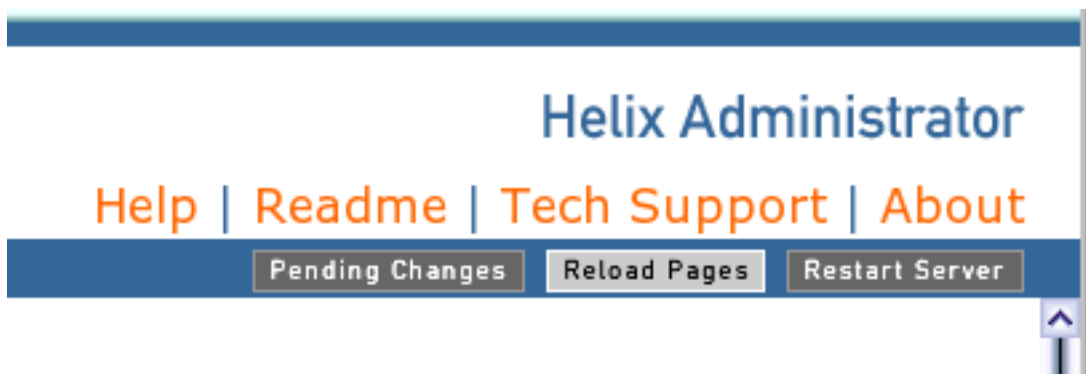 Helix Administrator
Help | Readme | Tech Support | About
Pending Changes Reload Pages Restart Server